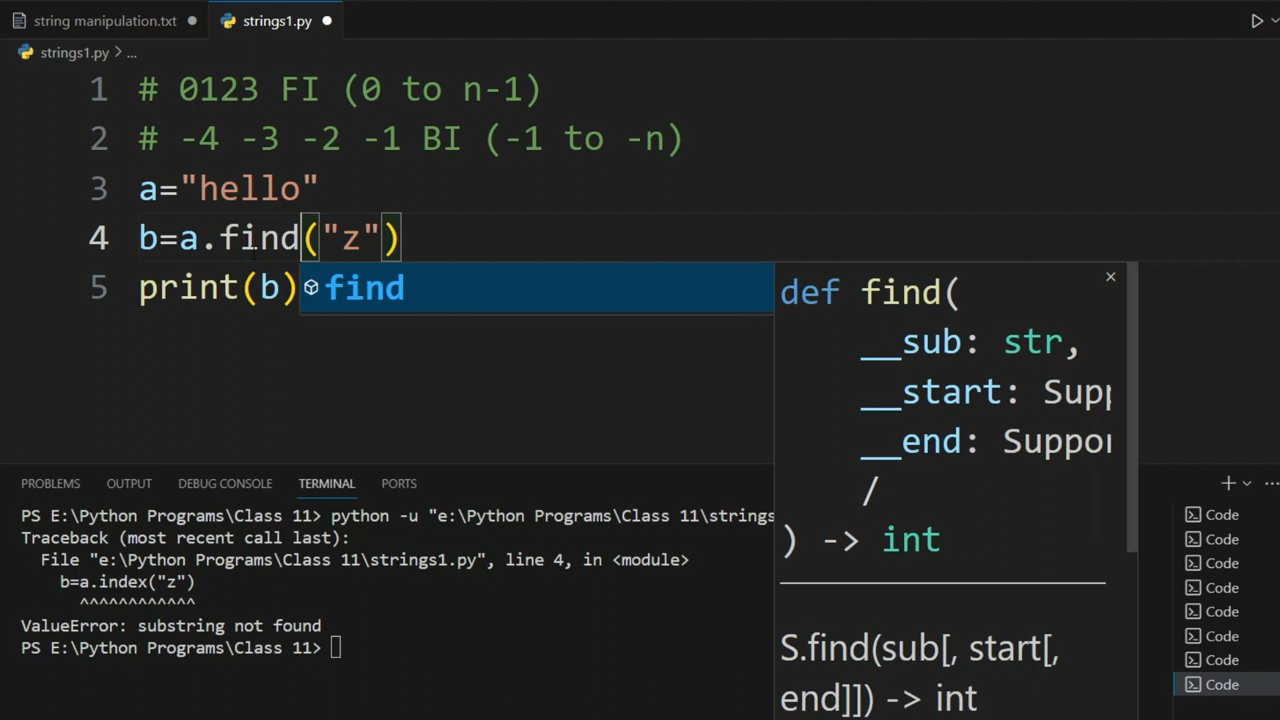 string manipulation.txt
strings1.py
strings1.py > ...
1 # 0123 FI (0 to n-1)
2 # -4 -3 -2 -1 BI (-1 to -n)
3 a="hello"
4 b=a.find("z")
5 print(b)
find
def find(
__sub: str,
__start: Supp
__end: Suppor
/
) -> int
S.find(sub[, start[,
end]]) -> int
PROBLEMS OUTPUT DEBUG CONSOLE TERMINAL PORTS
PS E:\Python Programs\Class 11> python -u "e:\Python Programs\Class 11\strings
Traceback (most recent call last):
File "e:\Python Programs\Class 11\strings1.py", line 4, in <module>
b=a.index("z")
^^^^^^^^^^^^
ValueError: substring not found
PS E:\Python Programs\Class 11>
Code
Code
Code
Code
Code
Code
Code
Code